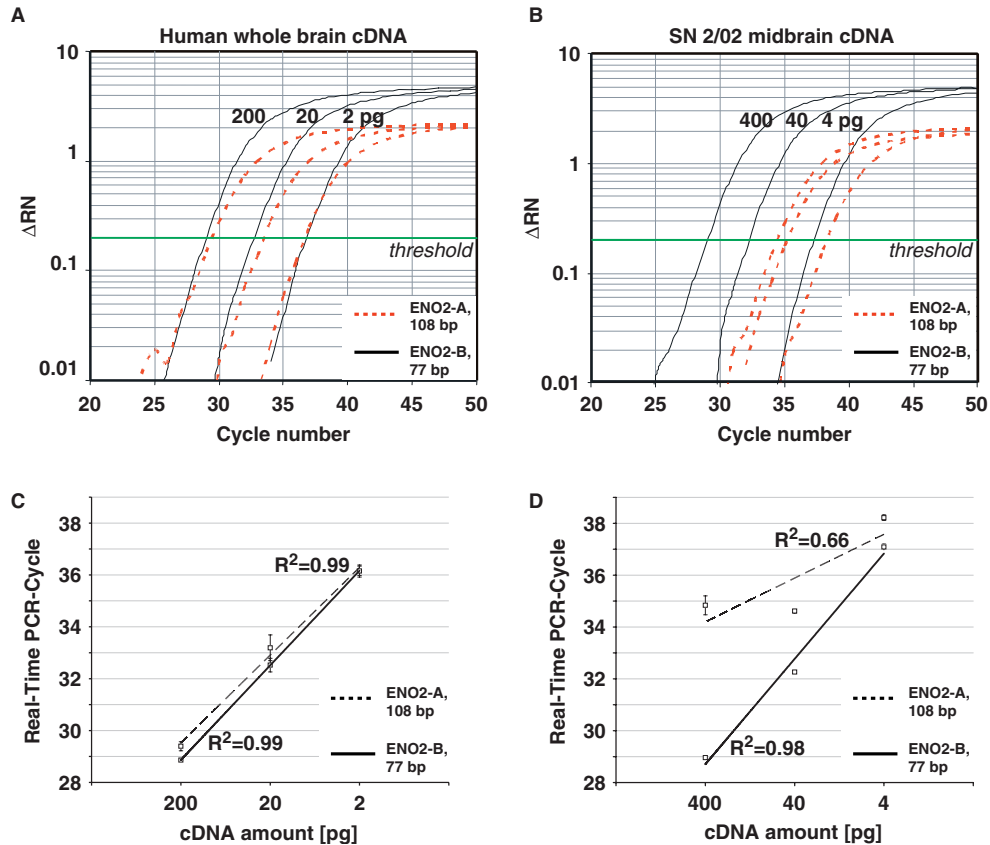 A
Human whole brain cDNA
10
1
0.1
0.01
ΔRN
200 20 2 pg
threshold
ENO2-A,
108 bp
ENO2-B,
77 bp
20 25 30 35 40 45 50
Cycle number
B
SN 2/02 midbrain cDNA
10
1
0.1
0.01
ΔRN
400 40 4 pg
threshold
ENO2-A,
108 bp
ENO2-B,
77 bp
20 25 30 35 40 45 50
Cycle number
C
38
36
34
32
30
28
Real-Time PCR-Cycle
R²=0.99
R²=0.99
ENO2-A,
108 bp
ENO2-B,
77 bp
200 20 2
cDNA amount [pg]
D
38
36
34
32
30
28
Real-Time PCR-Cycle
R²=0.66
R²=0.98
ENO2-A,
108 bp
ENO2-B,
77 bp
400 40 4
cDNA amount [pg]